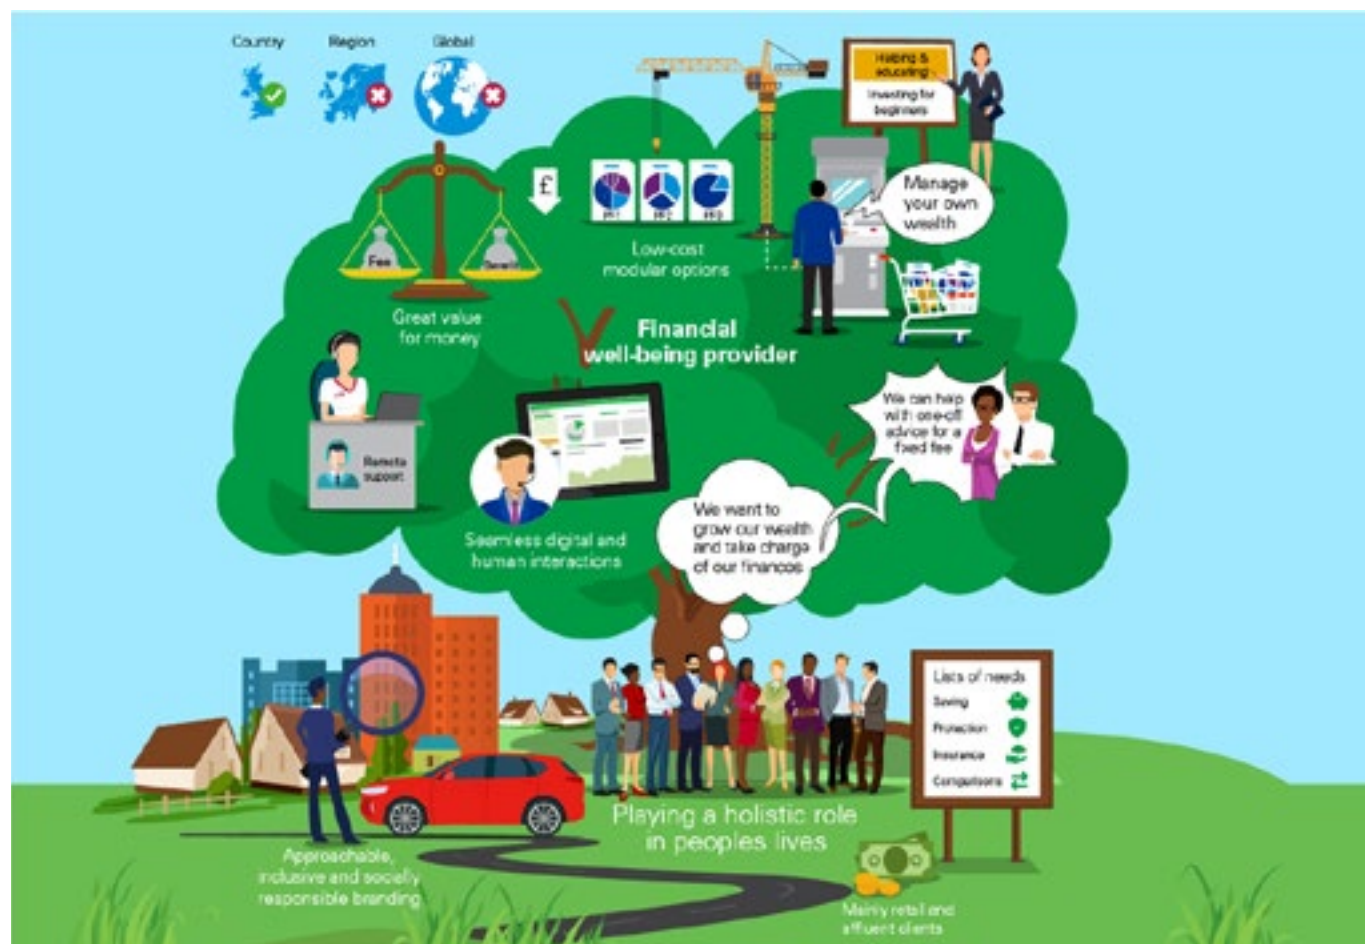 Country
Region
Global
Helping &
educating
Investing for
beginners
Manage
your own
wealth
£
Low-cost
modular options
Fee
Benefit
Great value
for money
Financial
well-being provider
We can help
with one-off
advice for a
fixed fee
Remote
support
Seamless digital and
human interactions
We want to
grow our wealth
and take charge
of our finances
Lists of needs
Saving
Protection
Insurance
Comparisons
Playing a holistic role
in peoples lives
Approachable,
inclusive and socially
responsible branding
Mainly retail and
affluent clients